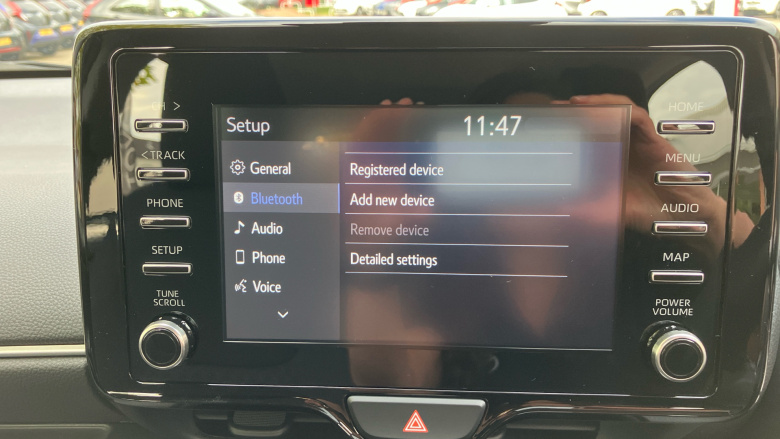 CH >
< TRACK
PHONE
SETUP
TUNE
SCROLL
Setup
11:47
General
Bluetooth
Audio
Phone
Voice
Registered device
Add new device
Remove device
Detailed settings
HOME
MENU
AUDIO
MAP
POWER
VOLUME